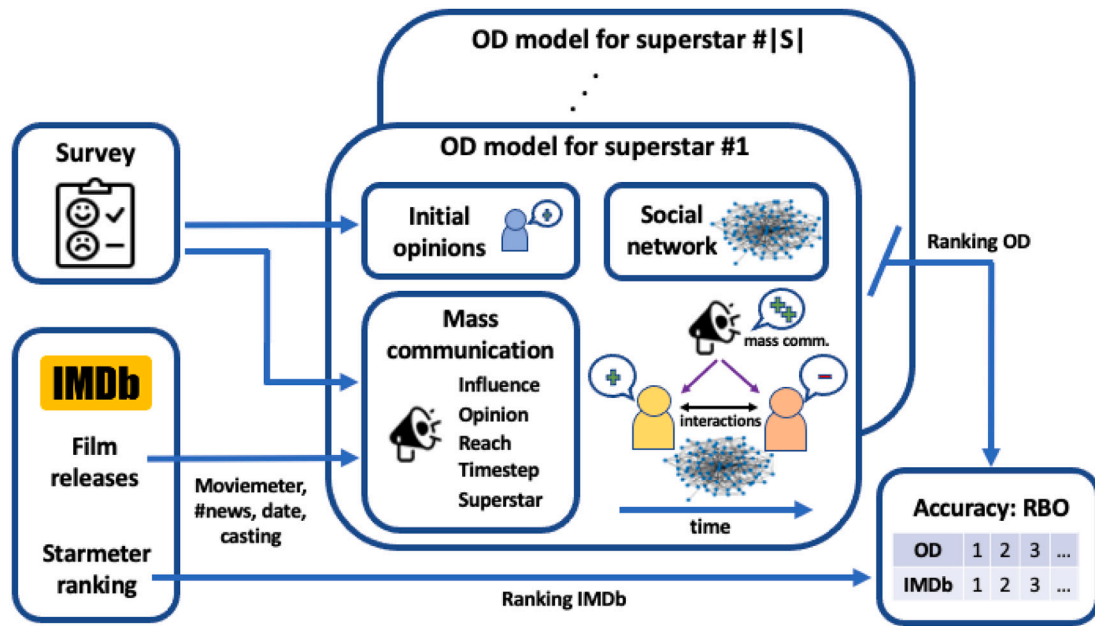 OD model for superstar #|S|
OD model for superstar #1
Survey
Initial
opinions
Social
network
Ranking OD
Mass
communication
Influence
Opinion
Reach
Timestep
Superstar
mass comm.
interactions
time
IMDb
Film
releases
Starmeter
ranking
Moviemeter,
#news, date,
casting
Ranking IMDb
Accuracy: RBO
OD 1 2 3 ...
IMDb 1 2 3 ...